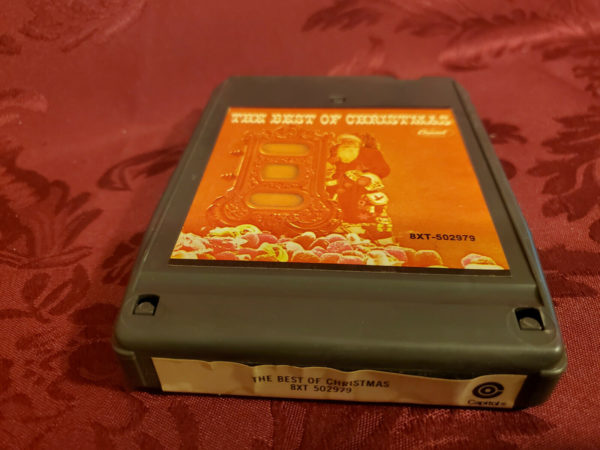 THE BEST OF CHRISTMAS
Capitol
8XT-502979
THE BEST OF CHRISTMAS
8XT 502979
Capitol®